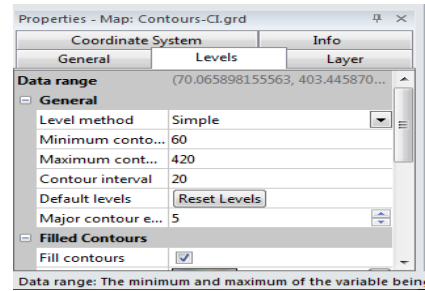 Properties - Map: Contours-CI.grd
Coordinate System Info
General Levels Layer
Data range (70.065898155563, 403.445870...
General
Level method Simple
Minimum conto... 60
Maximum cont... 420
Contour interval 20
Default levels Reset Levels
Major contour e... 5
Filled Contours
Fill contours
Data range: The minimum and maximum of the variable bein